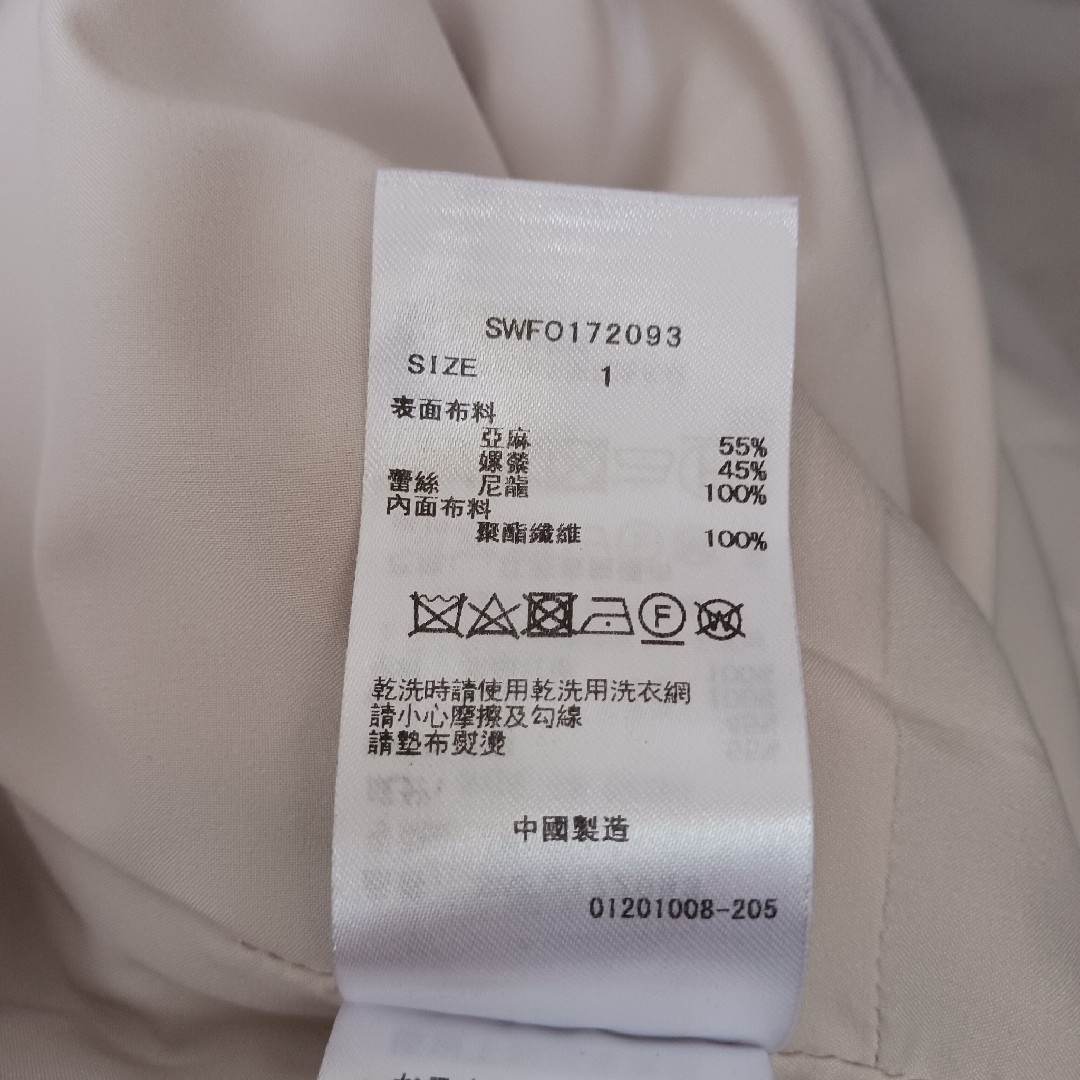 SWFO172093
SIZE 1
表面布料
亞麻 55%
嫘縈 45%
蕾絲 尼龍 100%
內面布料
聚酯纖維 100%
F W
乾洗時請使用乾洗用洗衣網
請小心摩擦及勾線
請墊布熨燙
中國製造
01201008-205